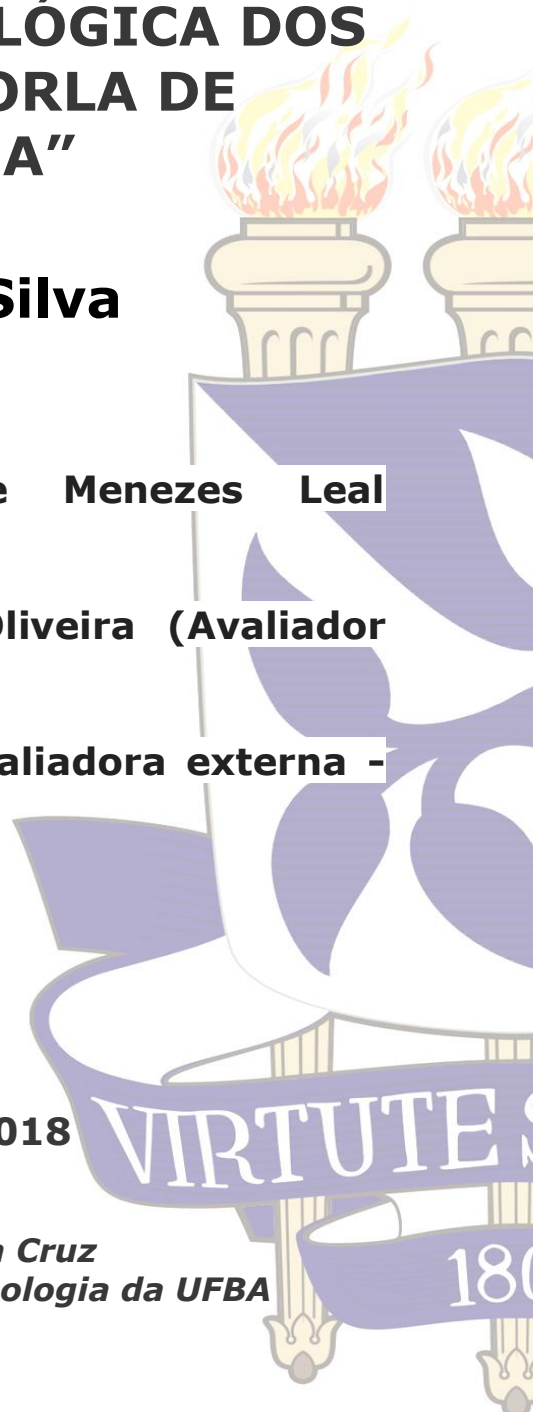 LÓGICA DOS
ORLA DE
A”
Silva
e Menezes Leal
Oliveira (Avaliador
aliadora externa -
018
VIRTUTE S
a Cruz
ologia da UFBA
180